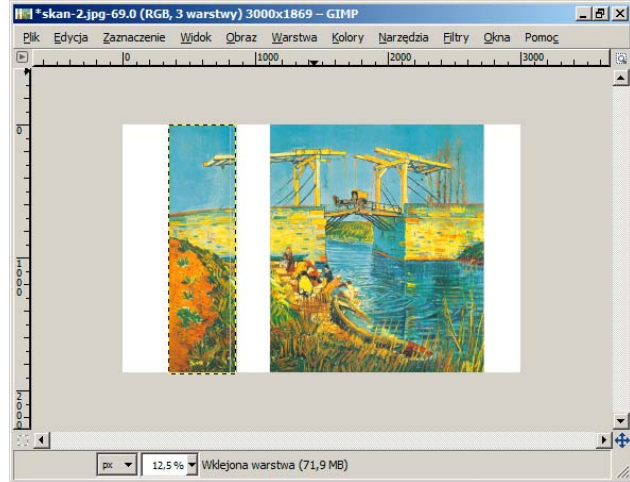 *skan-2.jpg-69.0 (RGB, 3 warstwy) 3000x1869 – GIMP
Plik Edycja Zaznaczenie Widok Obraz Warstwa Kolory Narzędzia Filtry Okna Pomoc
0 1000 2000 3000
0
1000
2000
px 12,5 % Wklejona warstwa (71,9 MB)